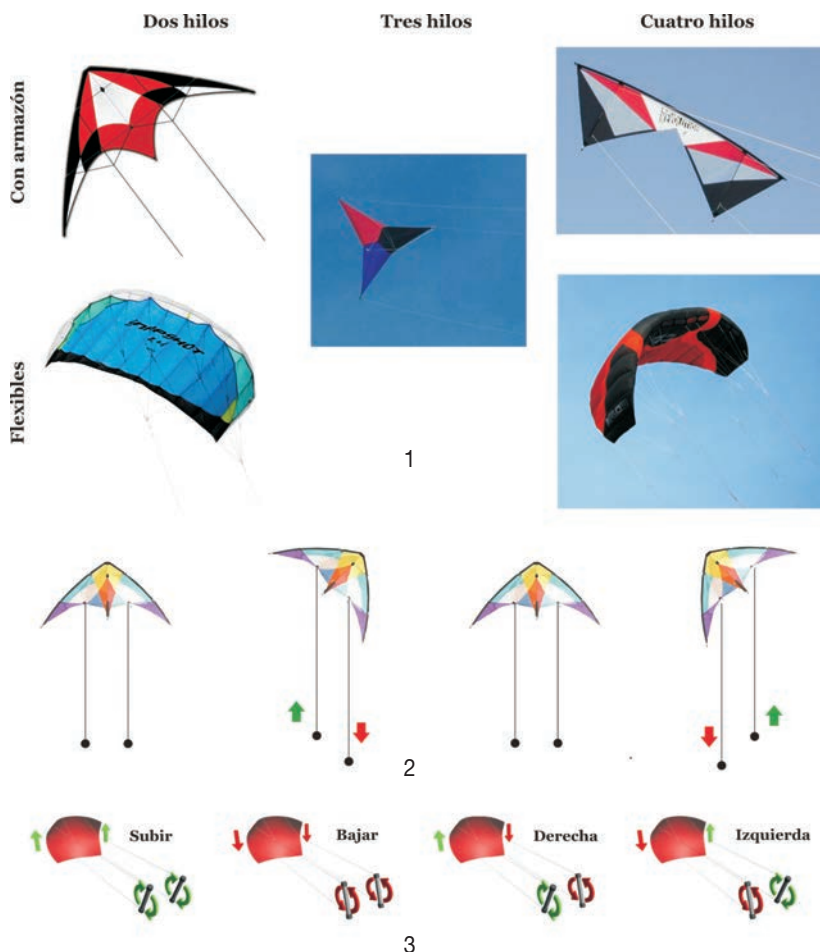 Dos hilos
Tres hilos
Cuatro hilos
Con armazón
Flexibles
1
2
Subir
Bajar
Derecha
Izquierda
3